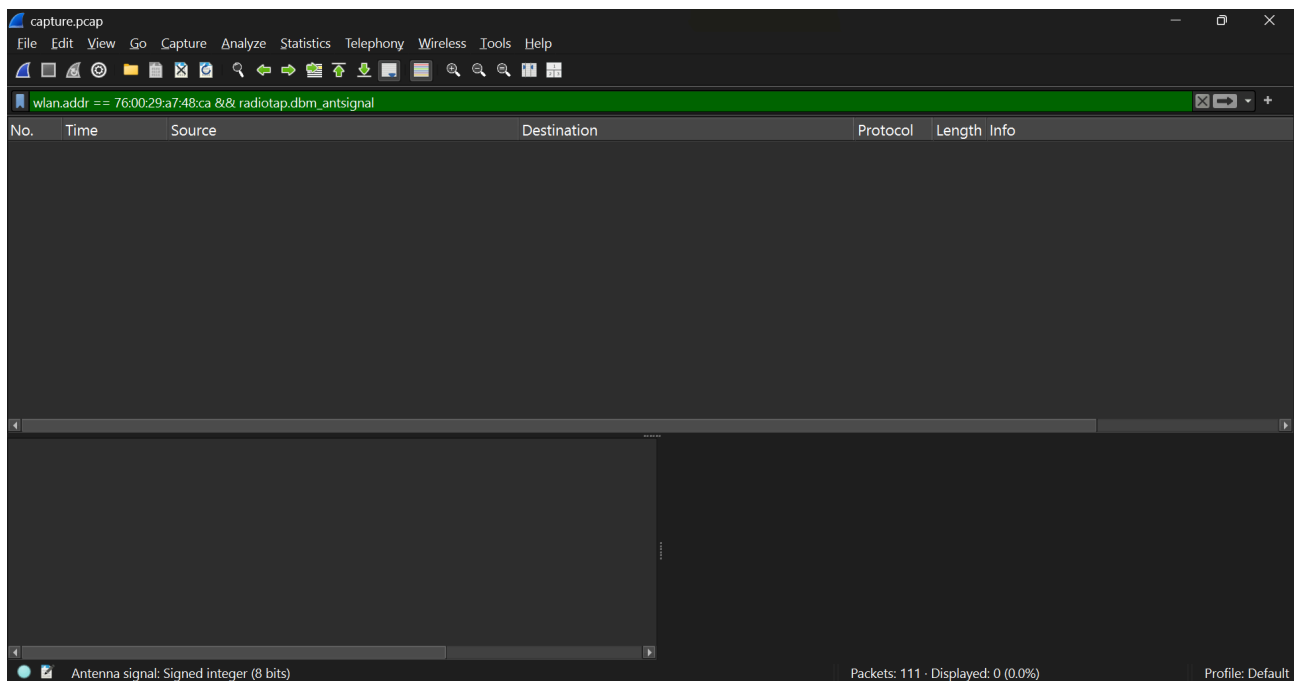 capture.pcap
File Edit View Go Capture Analyze Statistics Telephony Wireless Tools Help
wlan.addr == 76:00:29:a7:48:ca && radiotap.dbm_antsignal
No. Time Source Destination Protocol Length Info
Antenna signal: Signed integer (8 bits) Packets: 111 · Displayed: 0 (0.0%) Profile: Default